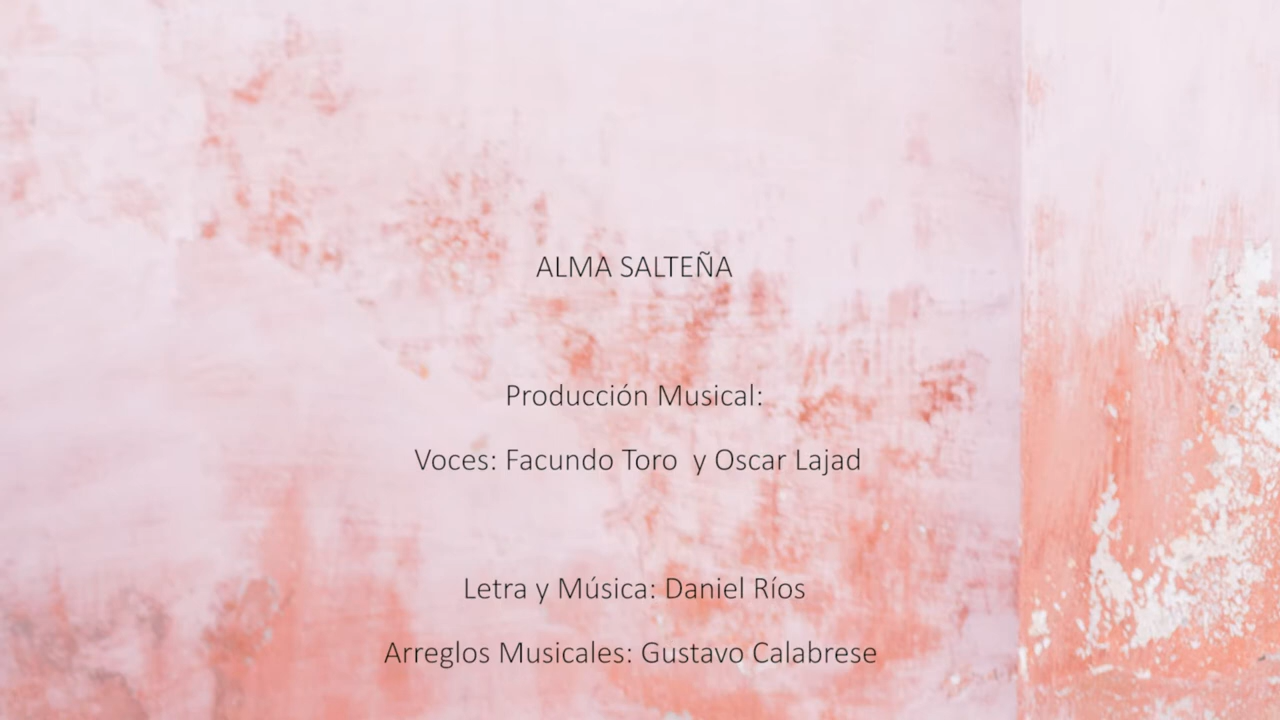 ALMA SALTEÑA
Producción Musical:
Voces: Facundo Toro y Oscar Lajad
Letra y Música: Daniel Ríos
Arreglos Musicales: Gustavo Calabrese